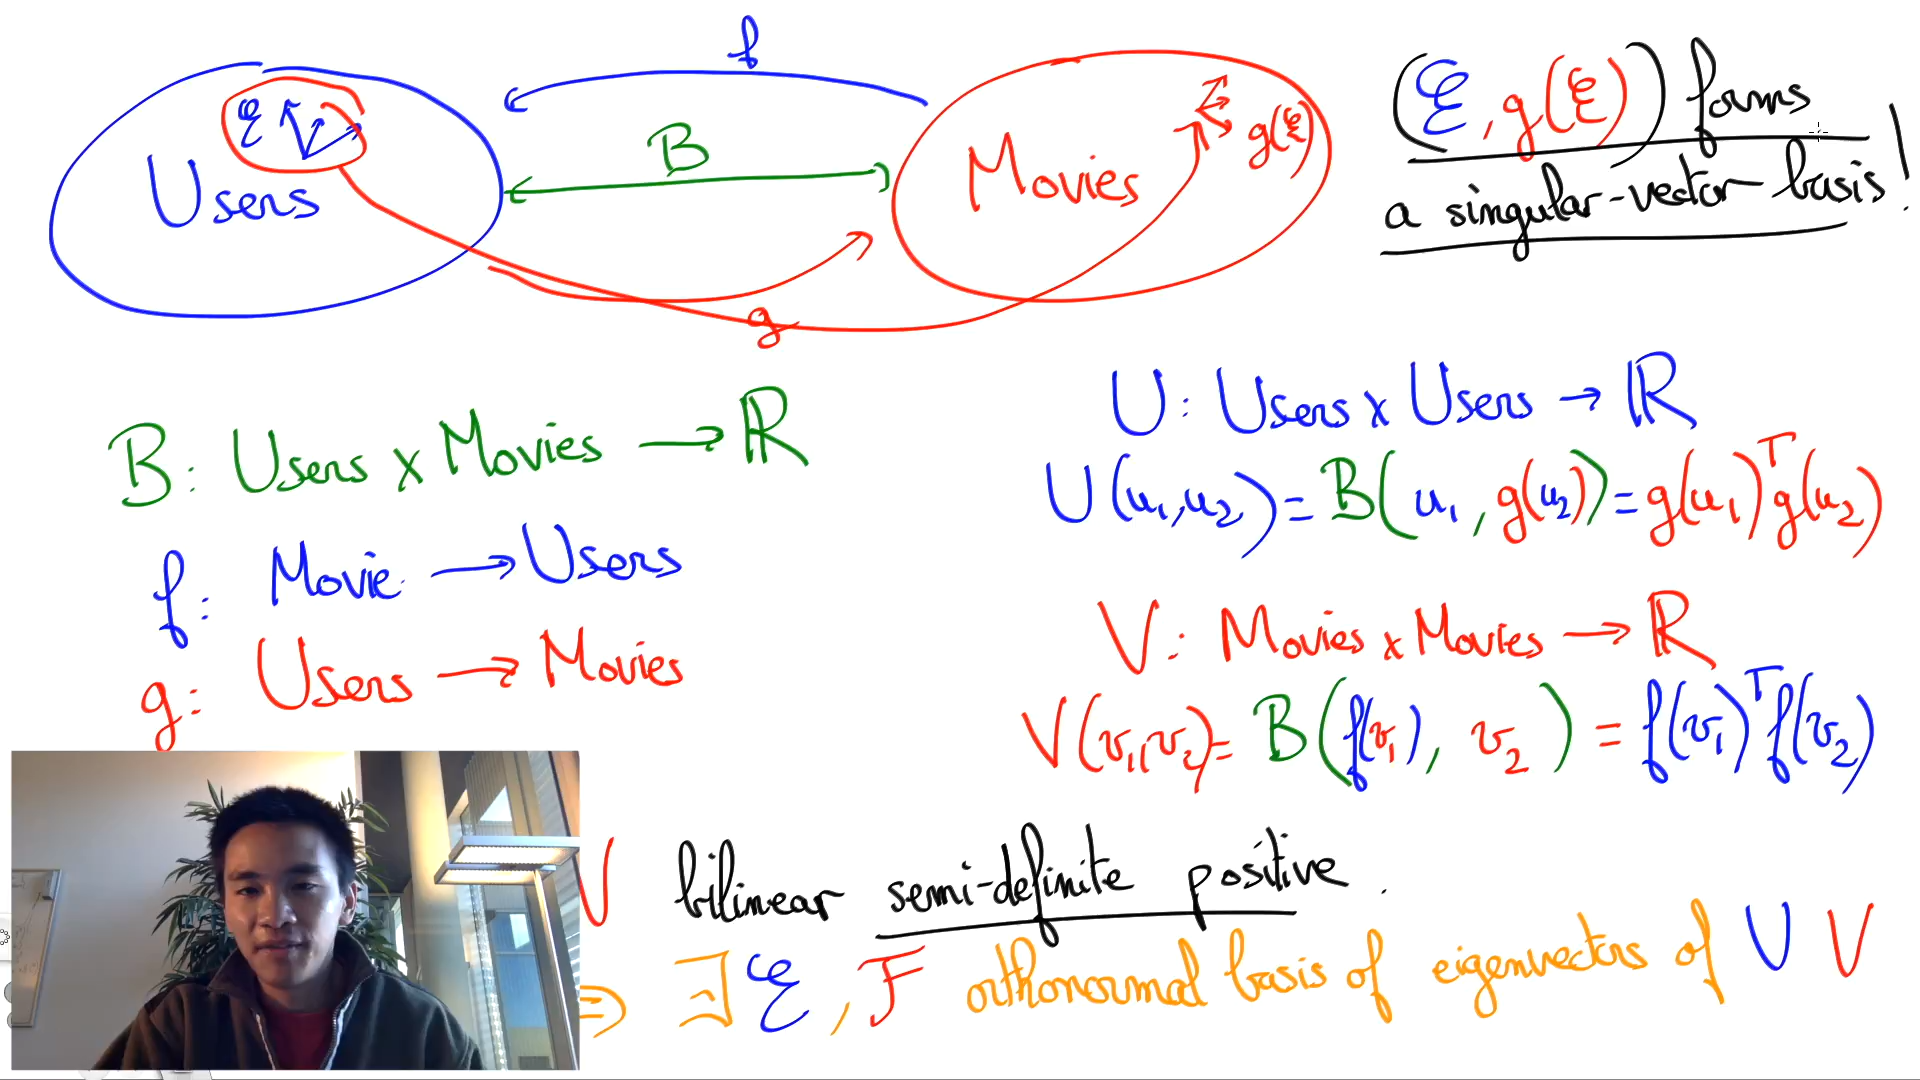 f
ℰ
Users
B
Movies
g(ℰ)
g
(ℰ, g(ℰ)) forms
a singular-vector-basis!
B: Users x Movies → ℝ
f: Movie → Users
g: Users → Movies
U: Users x Users → ℝ
U(u₁,u₂) = B(u₁, g(u₂)) = g(u₁)ᵀg(u₂)
V: Movies x Movies → ℝ
V(v₁,v₂) = B(f(v₁), v₂) = f(v₁)ᵀf(v₂)
V bilinear semi-definite positive.
⇒ ∃ ℰ, F orthonormal basis of eigenvectors of U V